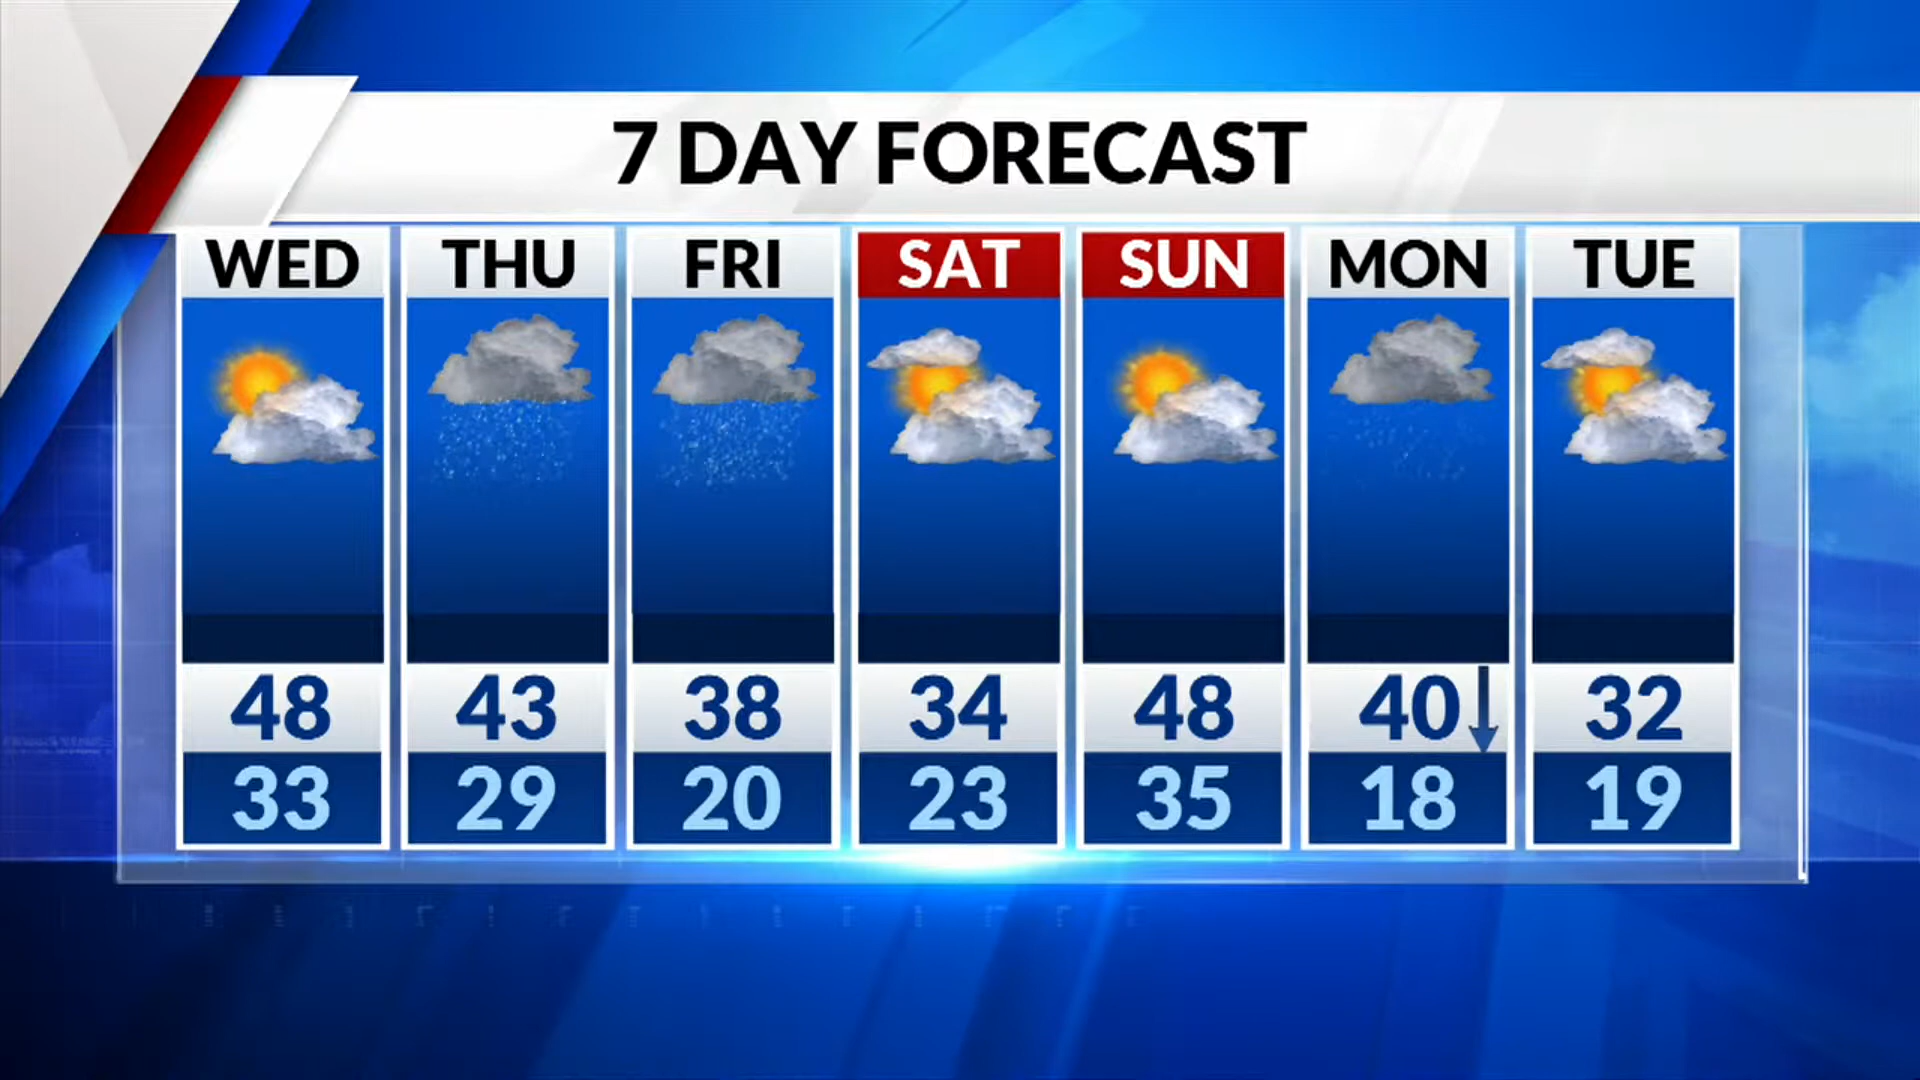 7 DAY FORECAST
WED THU FRI SAT SUN MON TUE
48 43 38 34 48 40 32
33 29 20 23 35 18 19